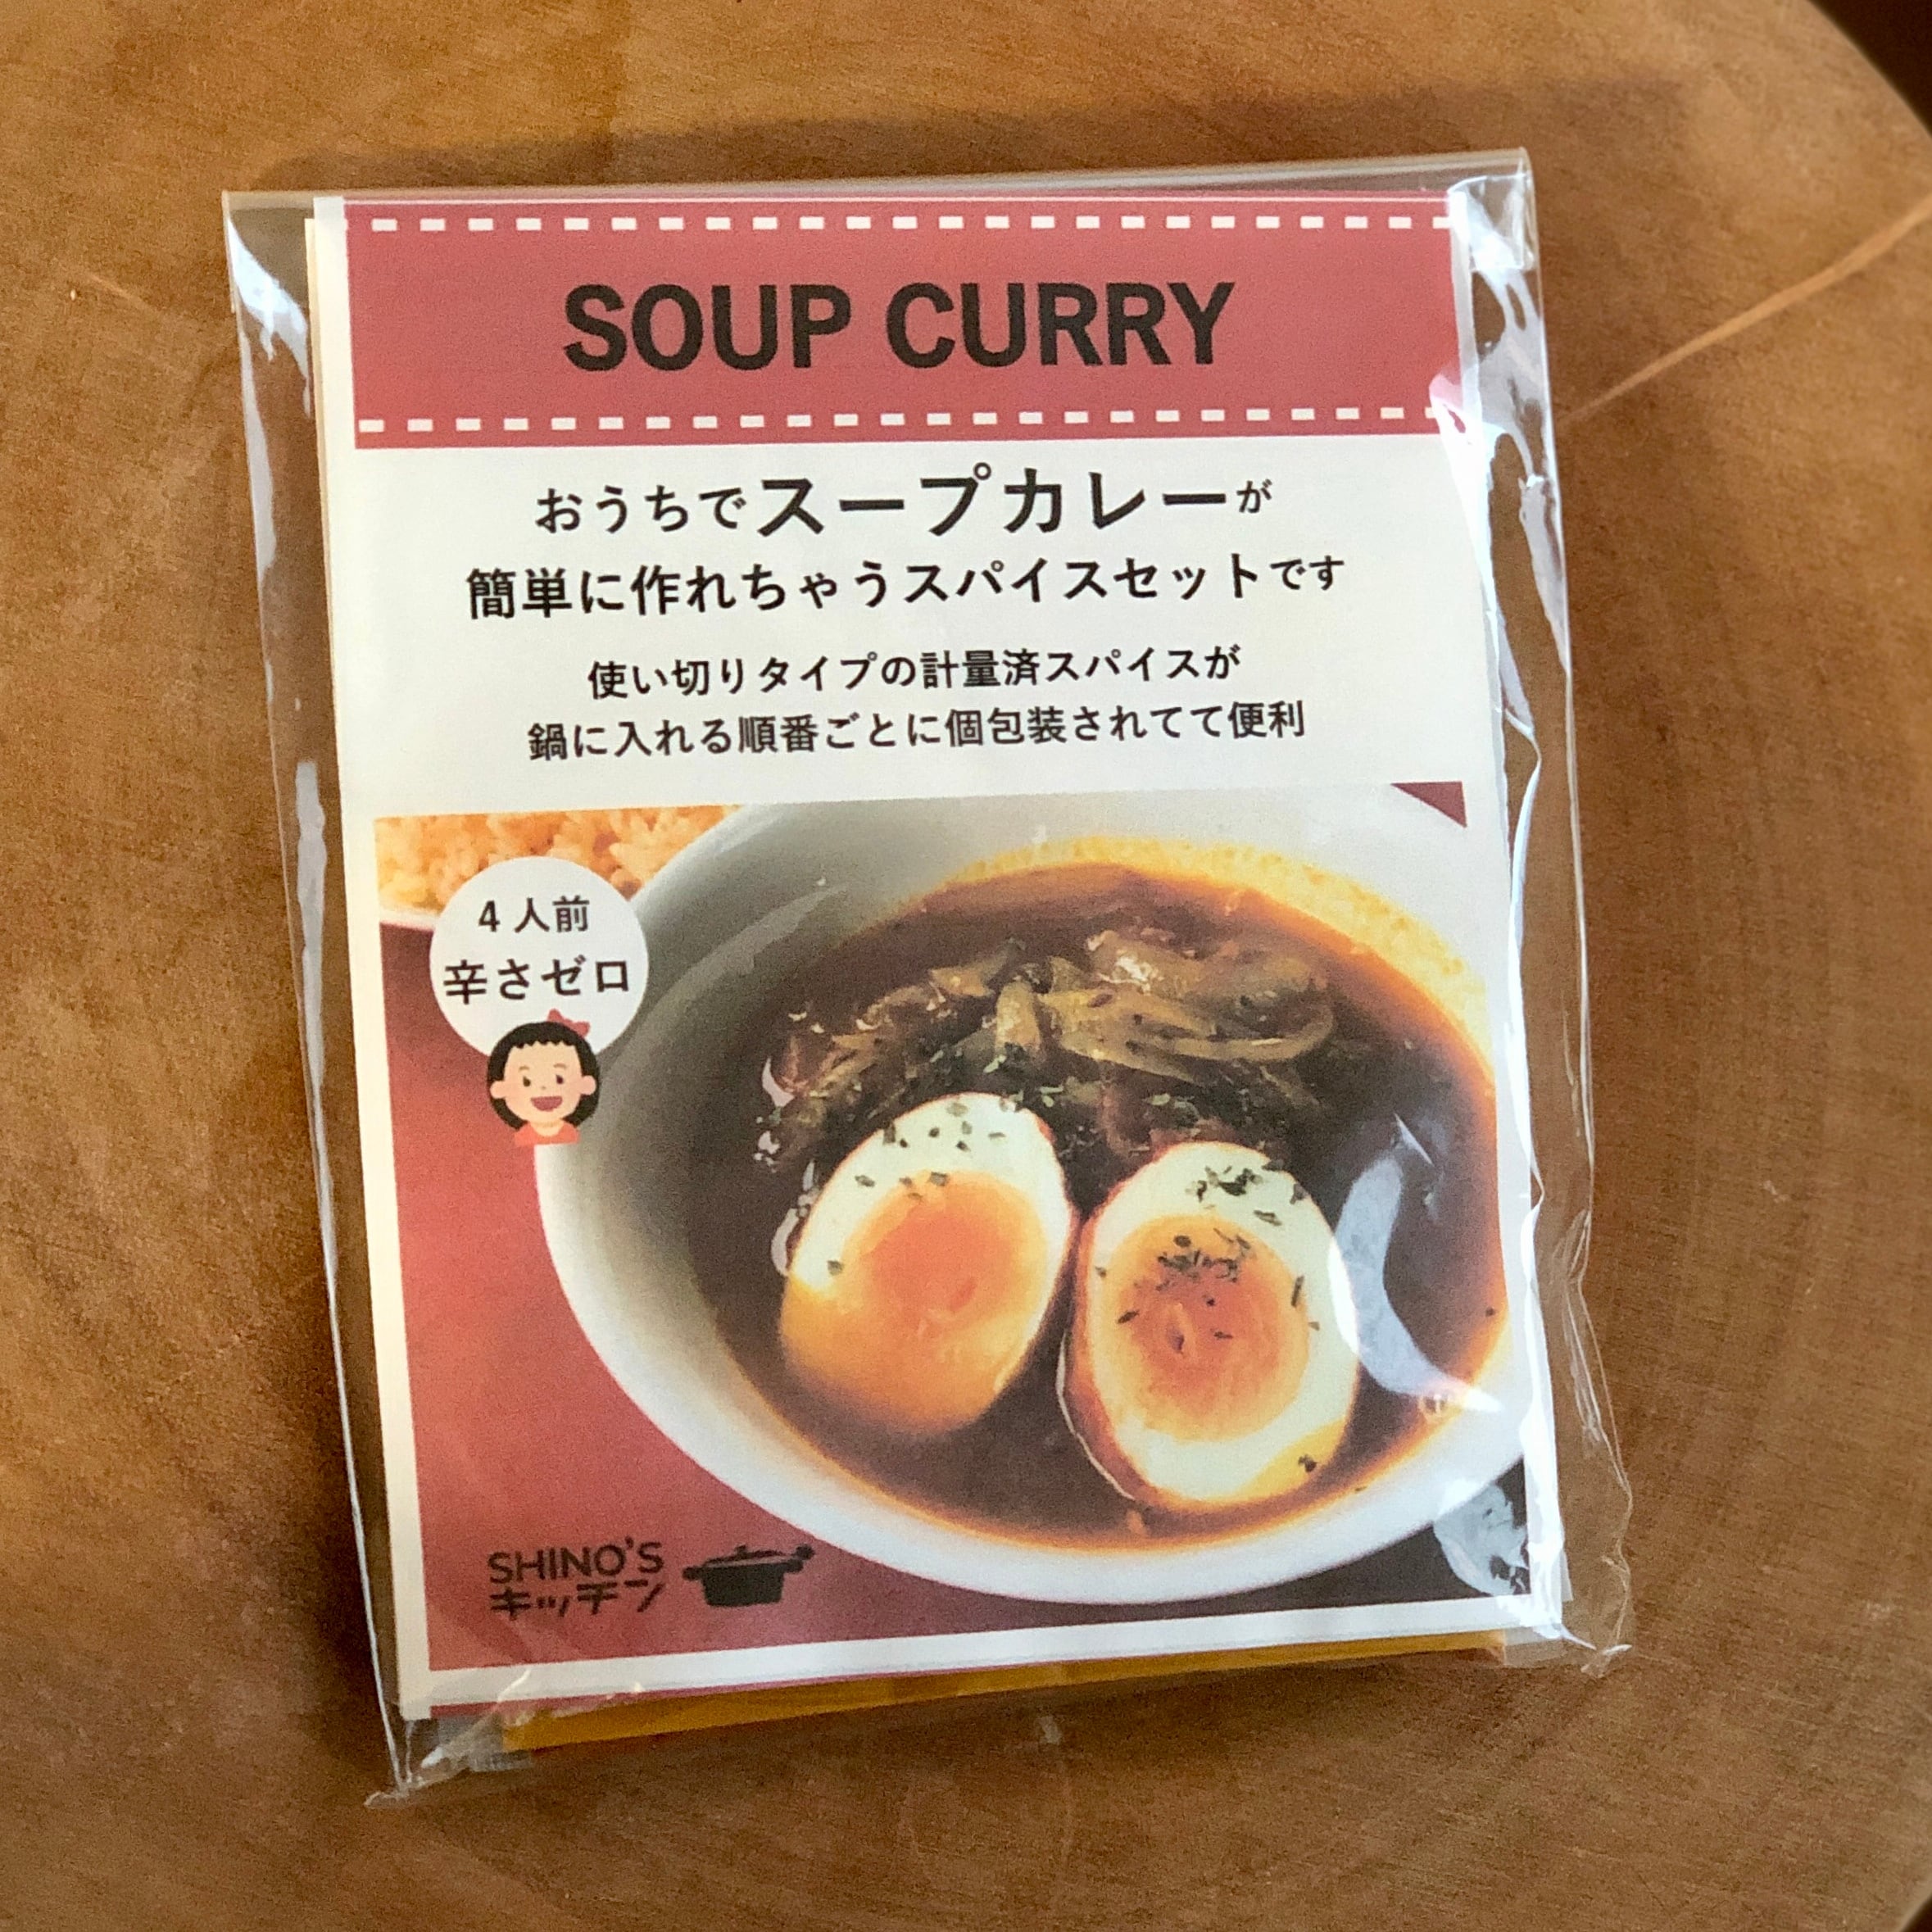 SOUP CURRY
おうちでスープカレーが
簡単に作れちゃうスパイスセットです
使い切りタイプの計量済スパイスが
鍋に入れる順番ごとに個包装されてて便利
4人前
辛さゼロ
SHINO'S
キッチン